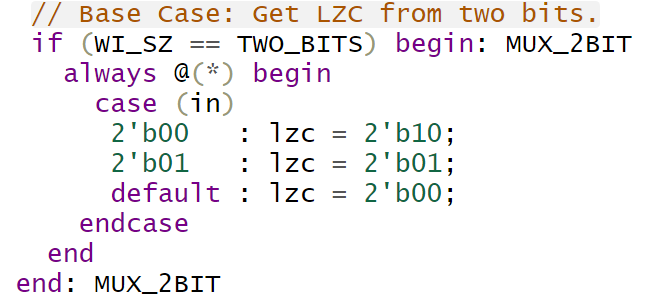 // Base Case: Get LZC from two bits.
if (WI_SZ == TWO_BITS) begin: MUX_2BIT
always @(*) begin
case (in)
2'b00 : lzc = 2'b10;
2'b01 : lzc = 2'b01;
default : lzc = 2'b00;
endcase
end
end: MUX_2BIT